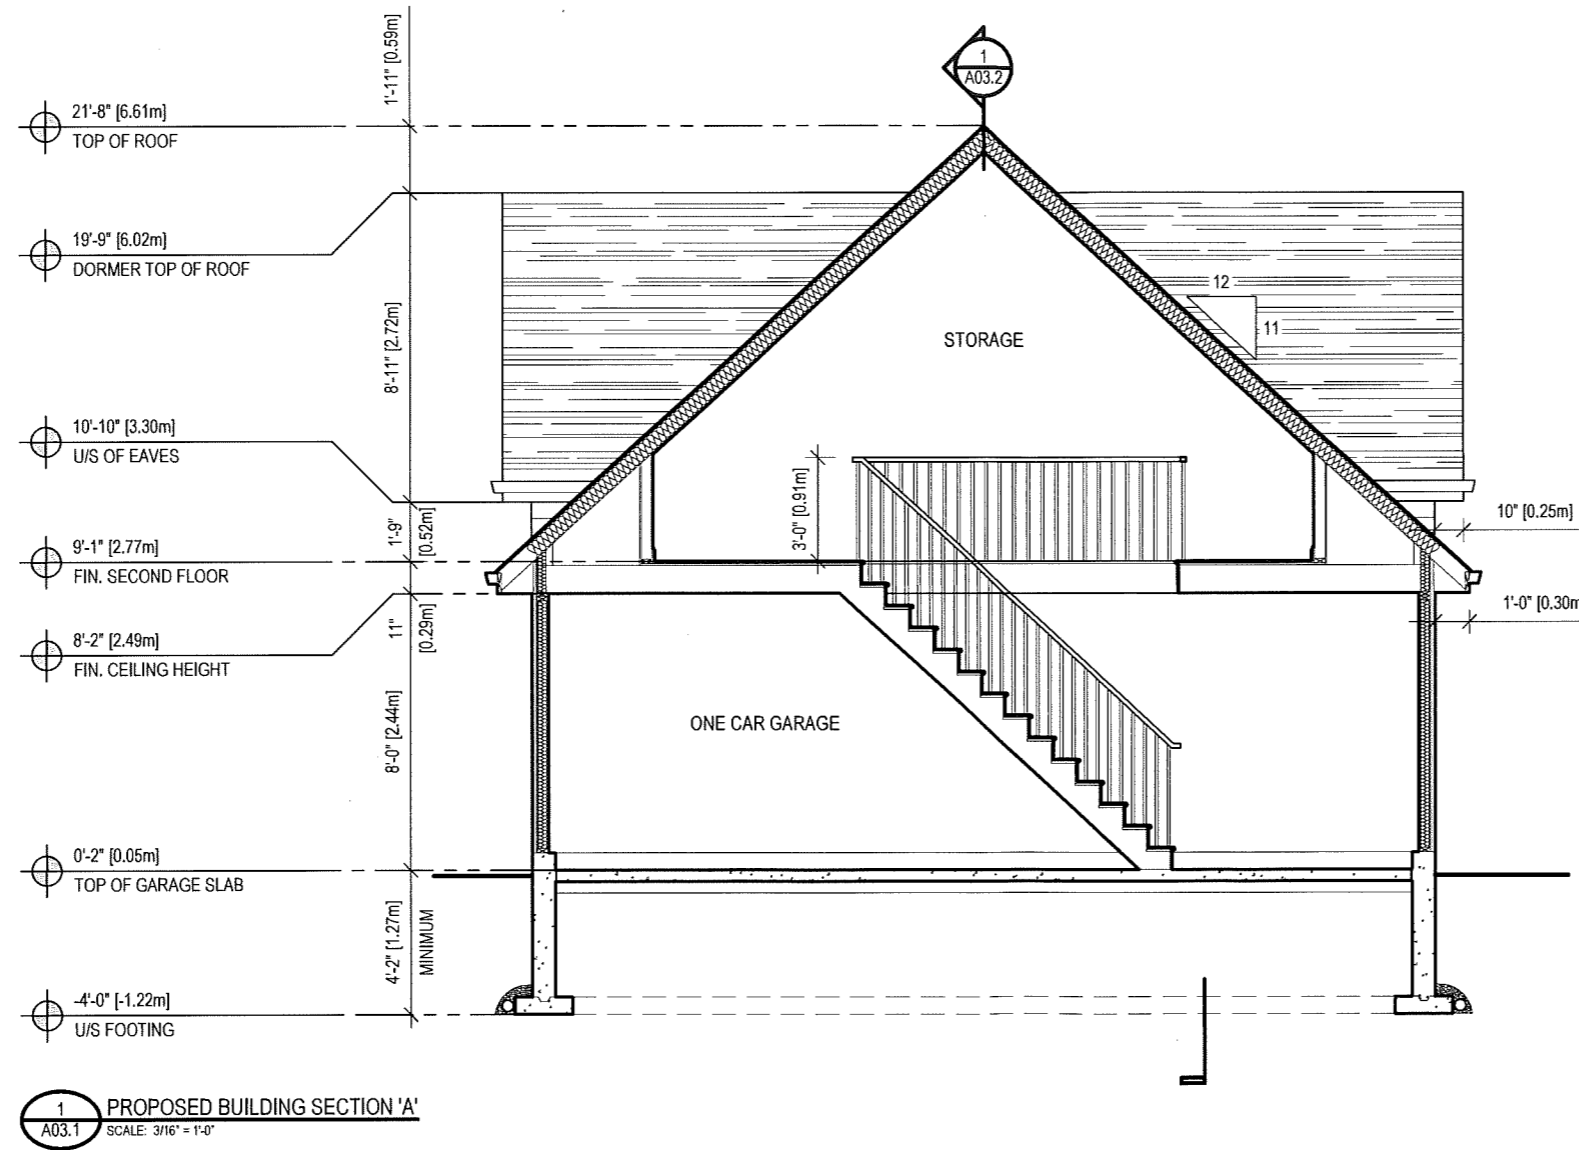 1'-11" [0.59m]
1
A03.2
21'-8" [6.61m]
TOP OF ROOF
19'-9" [6.02m]
DORMER TOP OF ROOF
12
11
8'-11" [2.72m]
STORAGE
10'-10" [3.30m]
U/S OF EAVES
3'-0" [0.91m]
1'-9"
[0.52m]
10" [0.25m]
9'-1" [2.77m]
FIN. SECOND FLOOR
11"
[0.29m]
1'-0" [0.30m
8'-2" [2.49m]
FIN. CEILING HEIGHT
8'-0" [2.44m]
ONE CAR GARAGE
0'-2" [0.05m]
TOP OF GARAGE SLAB
4'-2" [1.27m]
MINIMUM
-4'-0" [-1.22m]
U/S FOOTING
1
A03.1
PROPOSED BUILDING SECTION 'A'
SCALE: 3/16" = 1'-0"